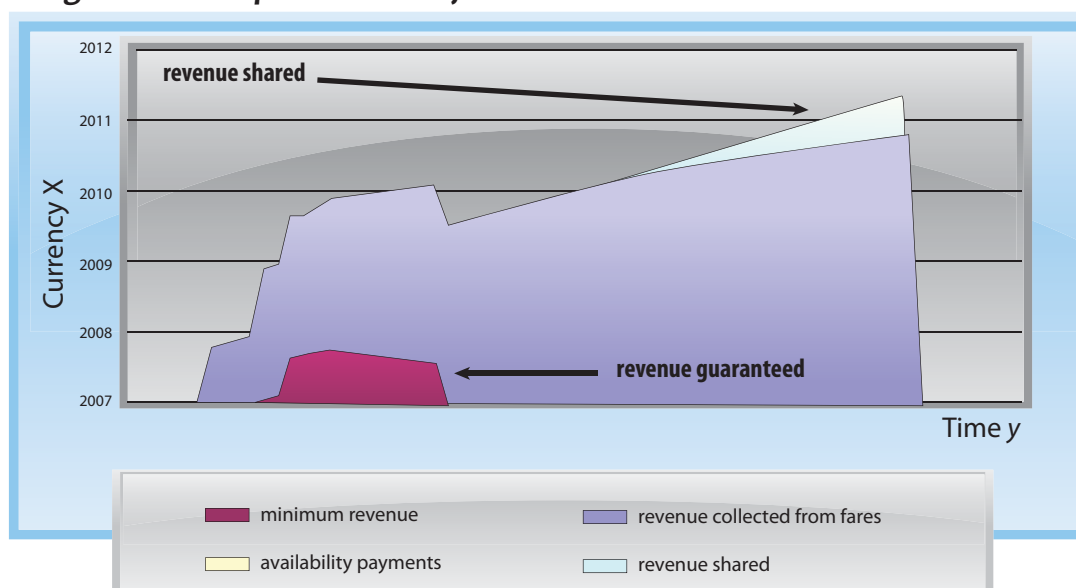 2012
revenue shared
2011
2010
2009
2008
revenue guaranteed
2007
Currency X
Time y
minimum revenue
revenue collected from fares
availability payments
revenue shared